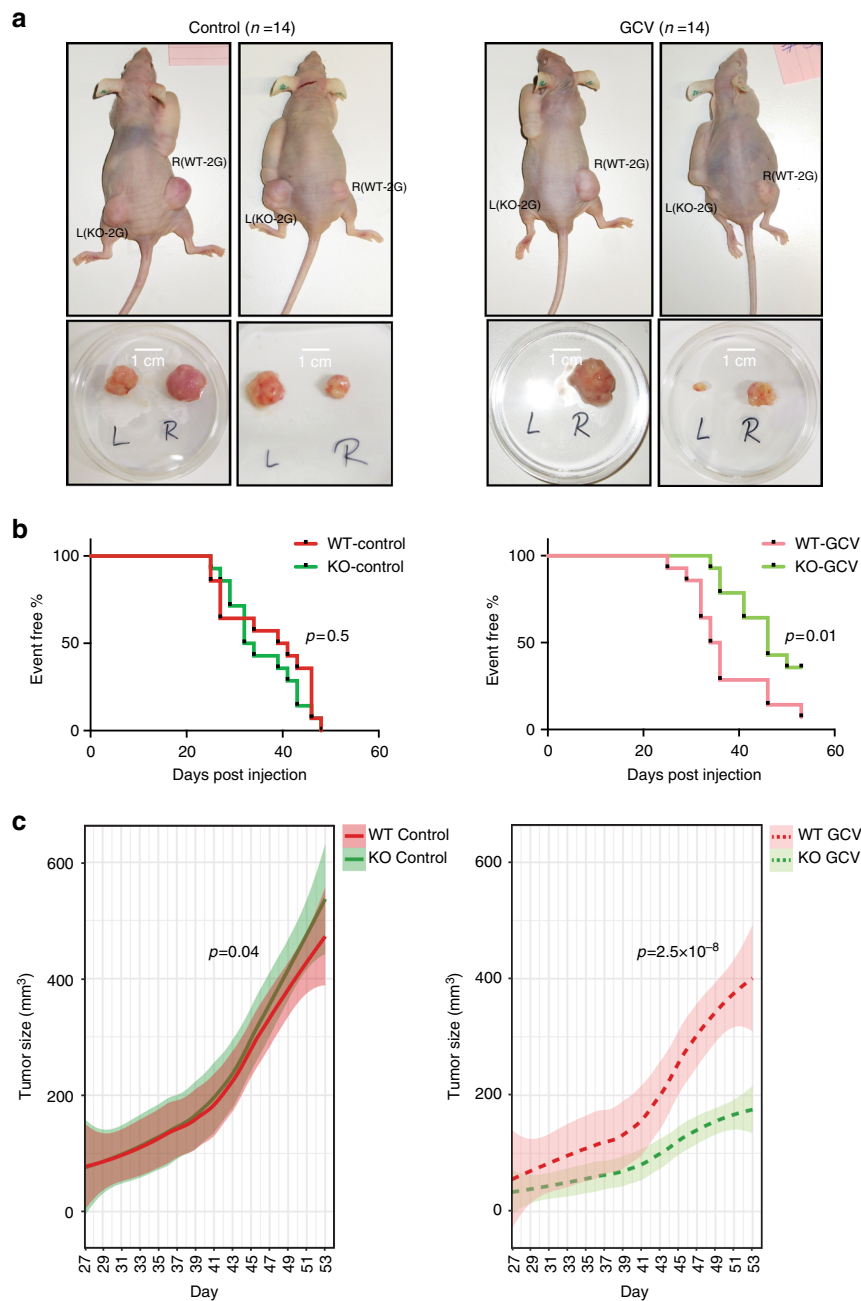 a
Control (n =14)
GCV (n =14)
R(WT-2G)
L(KO-2G)
R(WT-2G)
L(KO-2G)
R(WT-2G)
L(KO-2G)
R(WT-2G)
L(KO-2G)
1 cm
L R
1 cm
L R
1 cm
L R
1 cm
L R
b
WT-control
KO-control
p=0.5
Event free %
100
50
0
0 20 40 60
Days post injection
WT-GCV
KO-GCV
p=0.01
Event free %
100
50
0
0 20 40 60
Days post injection
c
WT Control
KO Control
p=0.04
Tumor size (mm³)
600
400
200
0
27 29 31 33 35 37 39 41 43 45 47 49 51 53
Day
WT GCV
KO GCV
p=2.5×10⁻⁸
Tumor size (mm³)
600
400
200
0
27 29 31 33 35 37 39 41 43 45 47 49 51 53
Day